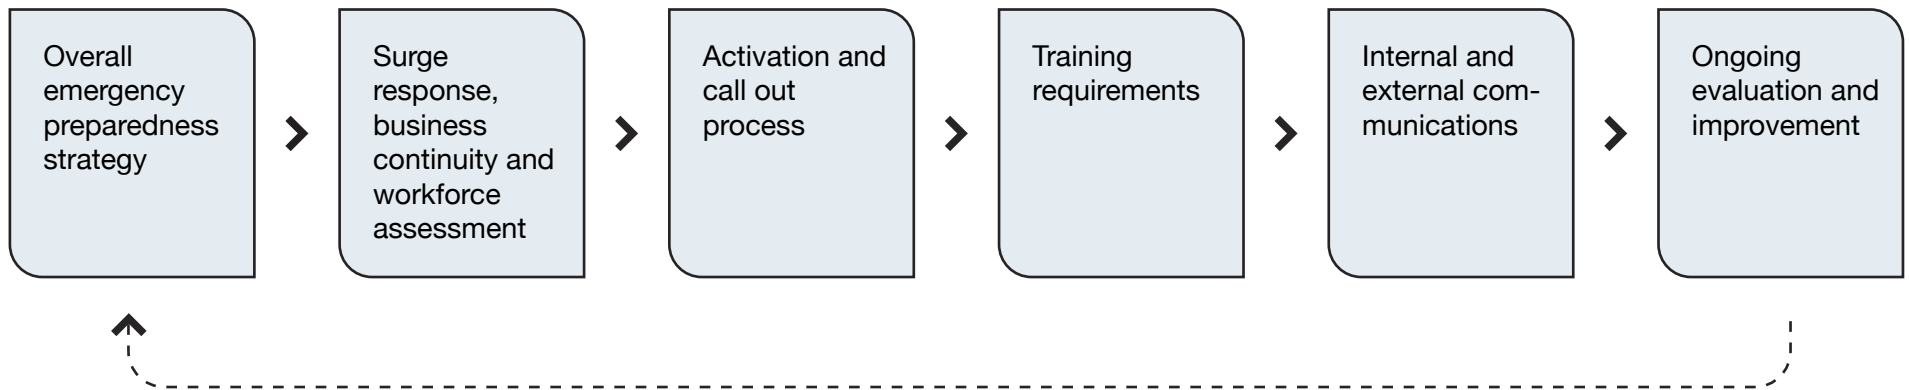 Overall
emergency
preparedness
strategy
Surge
response,
business
continuity and
workforce
assessment
Activation and
call out
process
Training
requirements
Internal and
external com-
munications
Ongoing
evaluation and
improvement